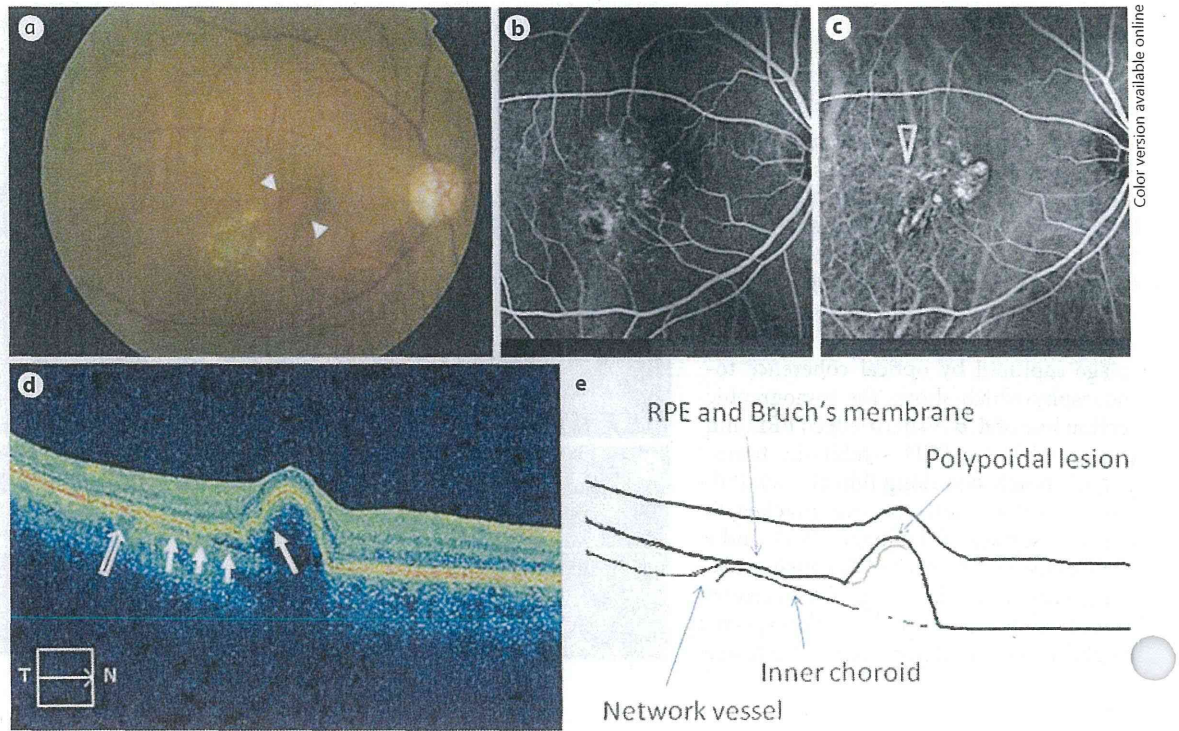 a
b
c
Color version available online
d
T
N
e
RPE and Bruch's membrane
Polypoidal lesion
Inner choroid
Network vessel